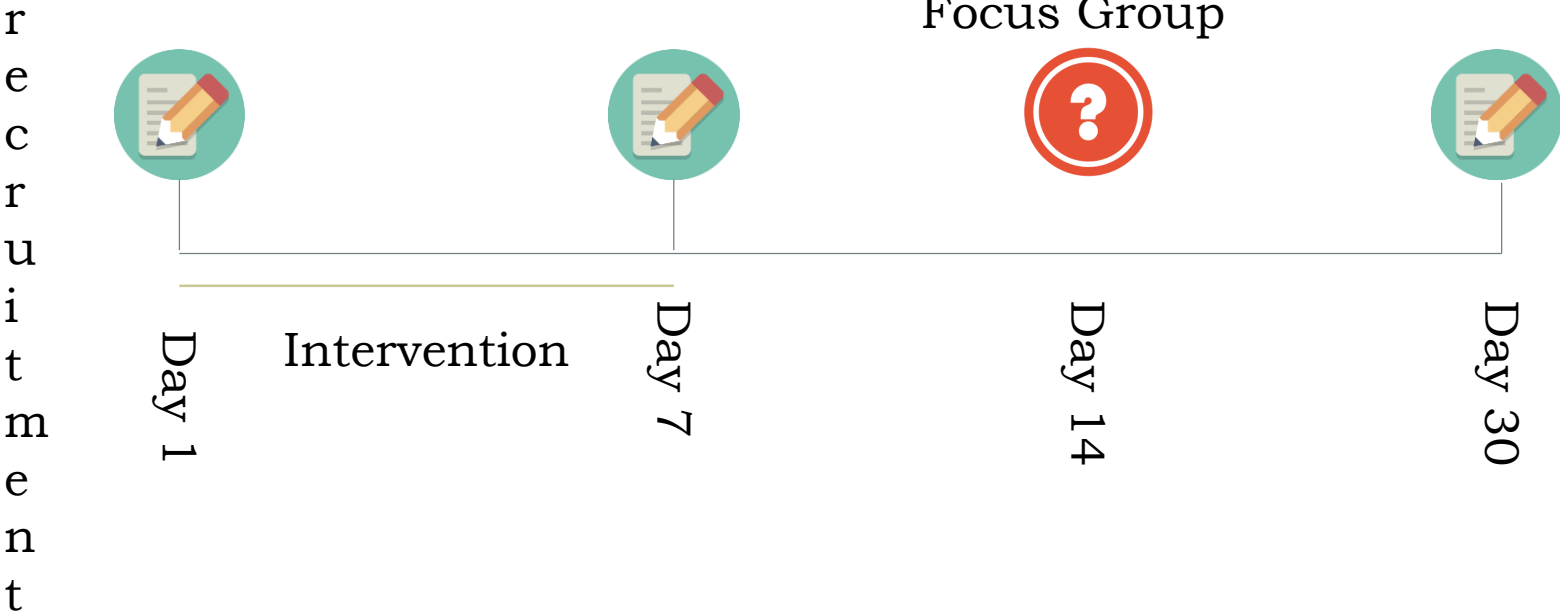 recruitment
Focus Group
?
Intervention
Day 1
Day 7
Day 14
Day 30